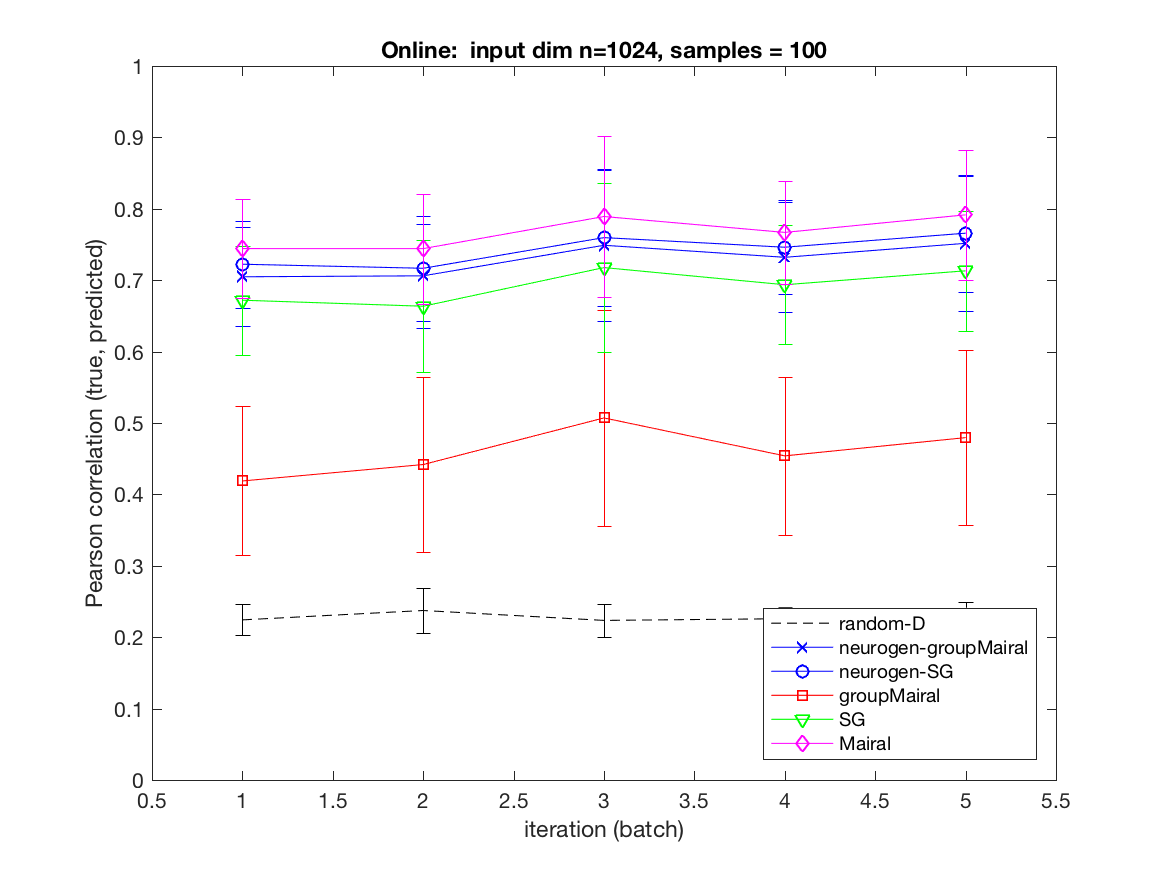 Online: input dim n=1024, samples = 100
Pearson correlation (true, predicted)
1
0.9
0.8
0.7
0.6
0.5
0.4
0.3
0.2
0.1
0
random-D
neurogen-groupMairal
neurogen-SG
groupMairal
SG
Mairal
0.5 1 1.5 2 2.5 3 3.5 4 4.5 5 5.5
iteration (batch)